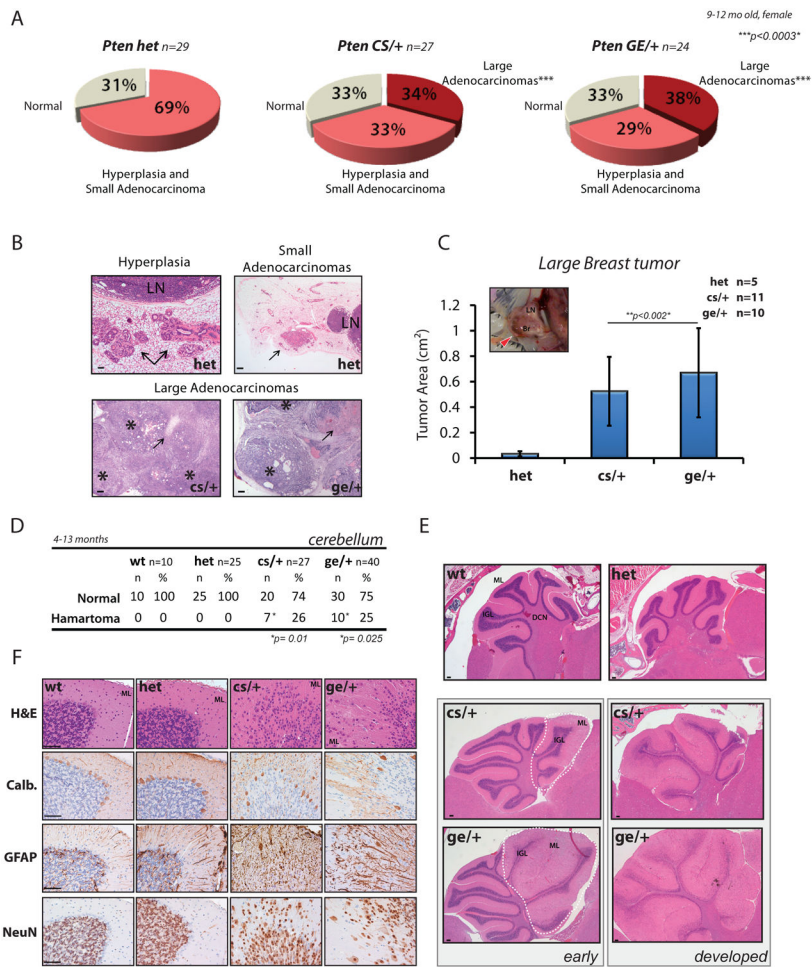 A
9-12 mo old, female
***p<0.0003*
Pten het n=29
Pten CS/+ n=27
Pten GE/+ n=24
Large
Adenocarcinomas***
Large
Adenocarcinomas***
31%
69%
33%
34%
33%
33%
38%
29%
Normal
Normal
Normal
Hyperplasia and
Small Adenocarcinoma
Hyperplasia and
Small Adenocarcinoma
Hyperplasia and
Small Adenocarcinoma
B
Hyperplasia
Small
Adenocarcinomas
LN
het
LN
het
Large Adenocarcinomas
*
*
*
cs/+
*
*
ge/+
C
Large Breast tumor
het n=5
cs/+ n=11
ge/+ n=10
LN
Br
**p<0.002*
Tumor Area (cm²)
1.2
1
0.8
0.6
0.4
0.2
0
het
cs/+
ge/+
D
4-13 months
cerebellum
wt n=10 het n=25 cs/+ n=27 ge/+ n=40
n % n % n % n %
Normal 10 100 25 100 20 74 30 75
Hamartoma 0 0 0 0 7* 26 10* 25
*p= 0.01 *p= 0.025
E
wt
ML
IGL
DCN
het
cs/+
ML
IGL
cs/+
ge/+
ML
IGL
ge/+
early
developed
F
wt
ML
het
ML
cs/+
ge/+
ML
H&E
Calb.
GFAP
NeuN